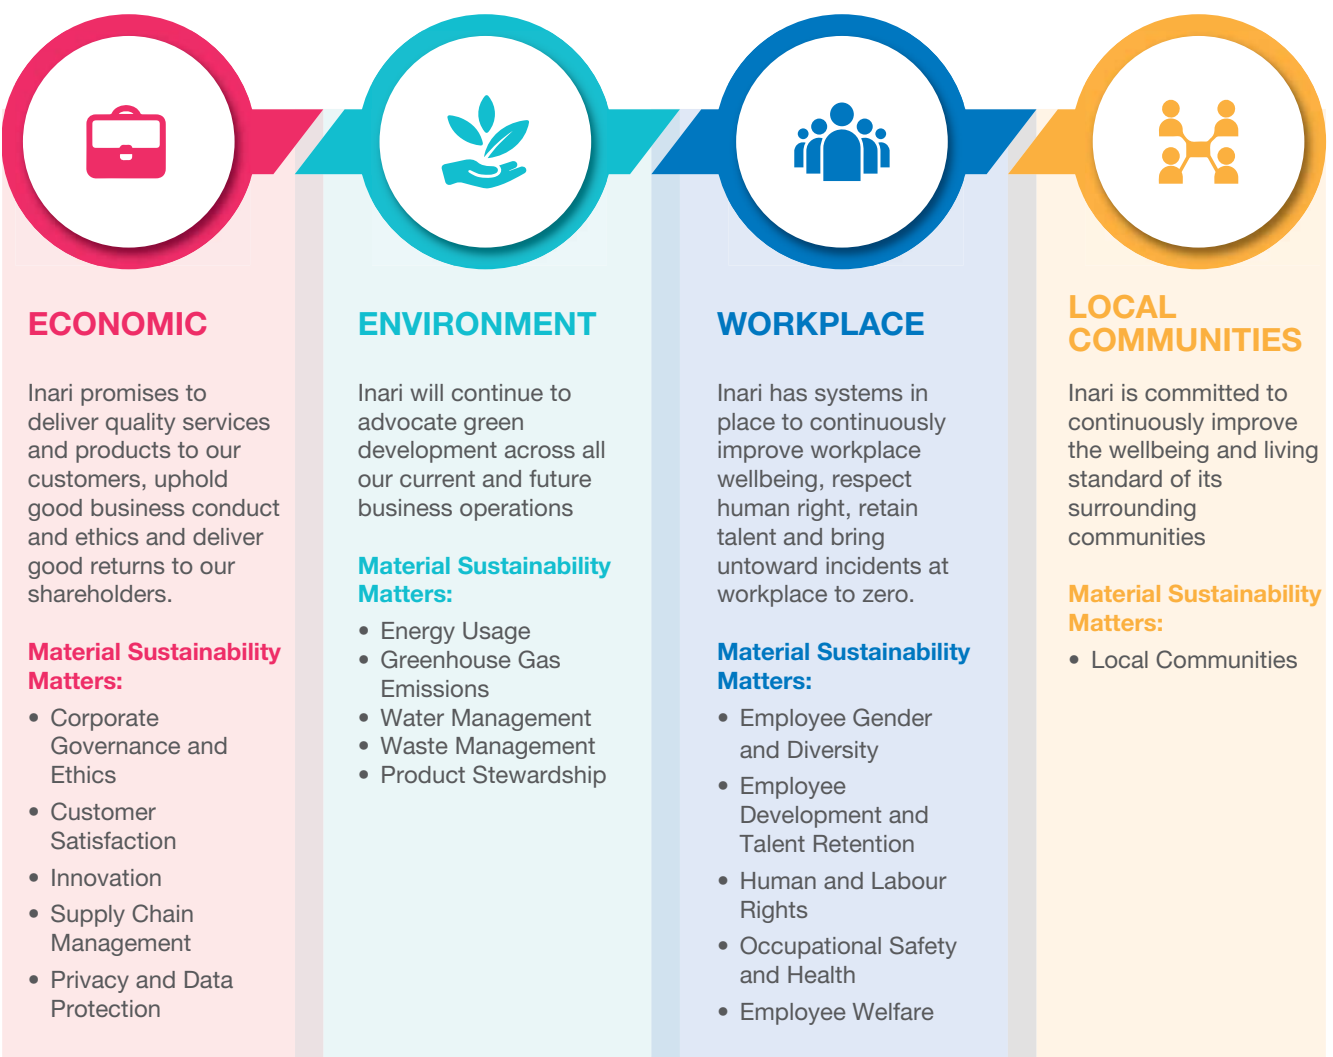 ECONOMIC
Inari promises to
deliver quality services
and products to our
customers, uphold
good business conduct
and ethics and deliver
good returns to our
shareholders.
Material Sustainability
Matters:
• Corporate
Governance and
Ethics
• Customer
Satisfaction
• Innovation
• Supply Chain
Management
• Privacy and Data
Protection
ENVIRONMENT
Inari will continue to
advocate green
development across all
our current and future
business operations
Material Sustainability
Matters:
• Energy Usage
• Greenhouse Gas
Emissions
• Water Management
• Waste Management
• Product Stewardship
WORKPLACE
Inari has systems in
place to continuously
improve workplace
wellbeing, respect
human right, retain
talent and bring
untoward incidents at
workplace to zero.
Material Sustainability
Matters:
• Employee Gender
and Diversity
• Employee
Development and
Talent Retention
• Human and Labour
Rights
• Occupational Safety
and Health
• Employee Welfare
LOCAL
COMMUNITIES
Inari is committed to
continuously improve
the wellbeing and living
standard of its
surrounding
communities
Material Sustainability
Matters:
• Local Communities